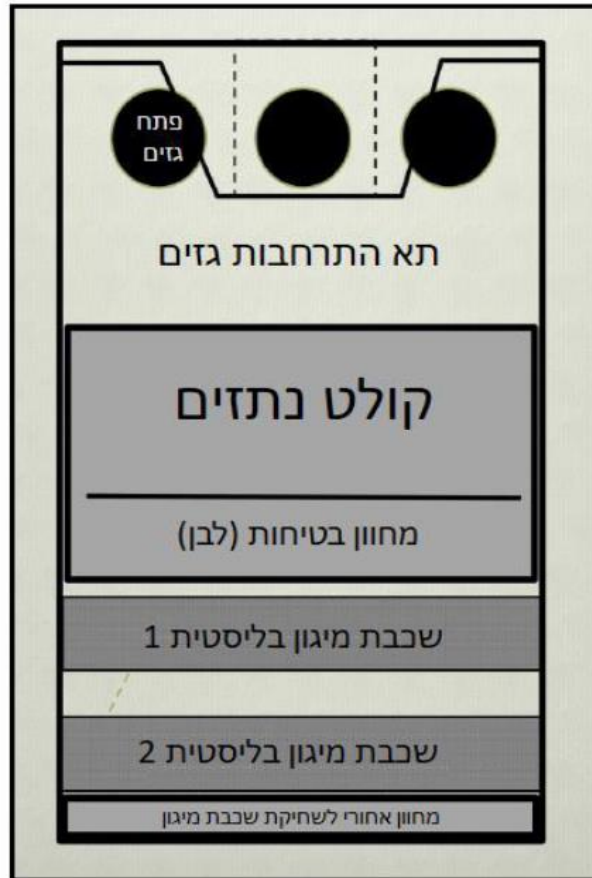 פתח
גזים
תא התרחבות גזים
קולט נתזים
מחוון בטיחות (לבן)
שכבת מיגון בליסטית 1
שכבת מיגון בליסטית 2
מחוון אחורי לשחיקת שכבת מיגון